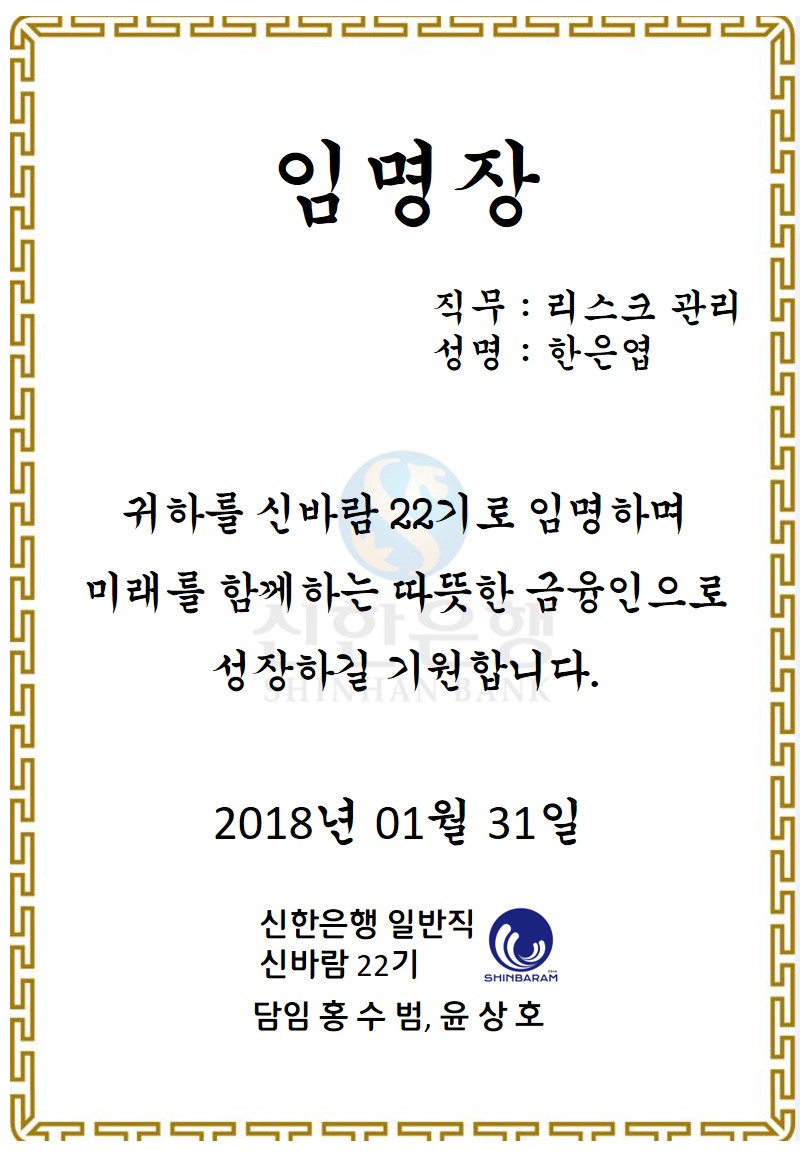 임명장
직무 : 리스크 관리
성명 : 한은엽
귀하를 신바람 22기로 임명하며
미래를 함께하는 따뜻한 금융인으로
신한은행
성장하길 기원합니다.
SHINHAN BANK
2018년 01월 31일
신한은행 일반직
신바람 22기
SHINBARAM
담임 홍 수 범, 윤 상 호